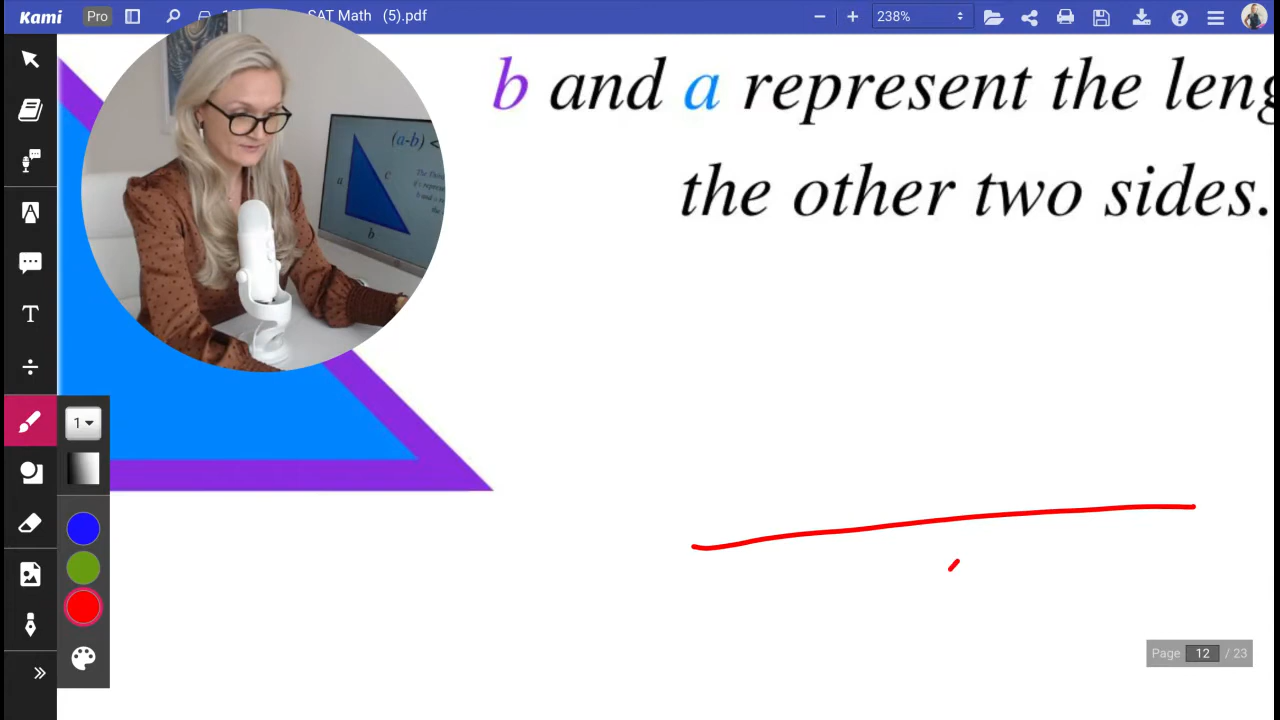 Kami Pro SAT Math (5).pdf 238%
b and a represent the leng
the other two sides.
(a-b) <
a
c
b
T
1
Page 12 / 23